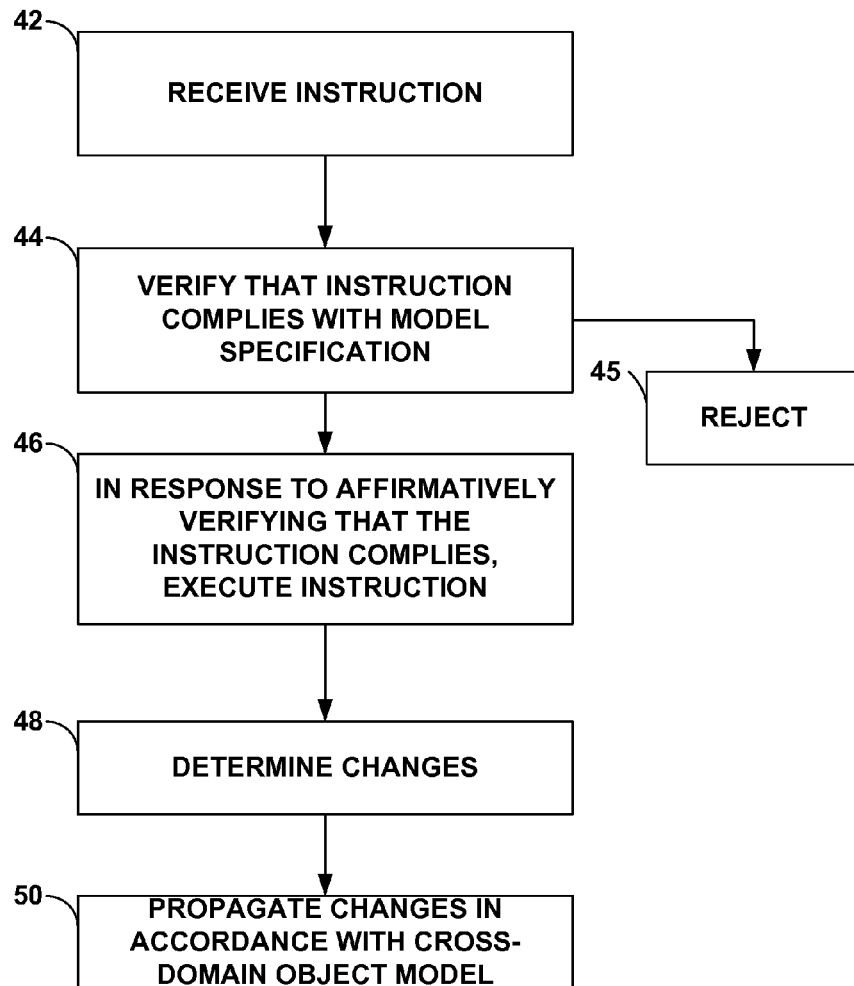 42
RECEIVE INSTRUCTION
44
VERIFY THAT INSTRUCTION
COMPLIES WITH MODEL
SPECIFICATION
45
REJECT
46
IN RESPONSE TO AFFIRMATIVELY
VERIFYING THAT THE
INSTRUCTION COMPLIES,
EXECUTE INSTRUCTION
48
DETERMINE CHANGES
50
PROPAGATE CHANGES IN
ACCORDANCE WITH CROSS-
DOMAIN OBJECT MODEL